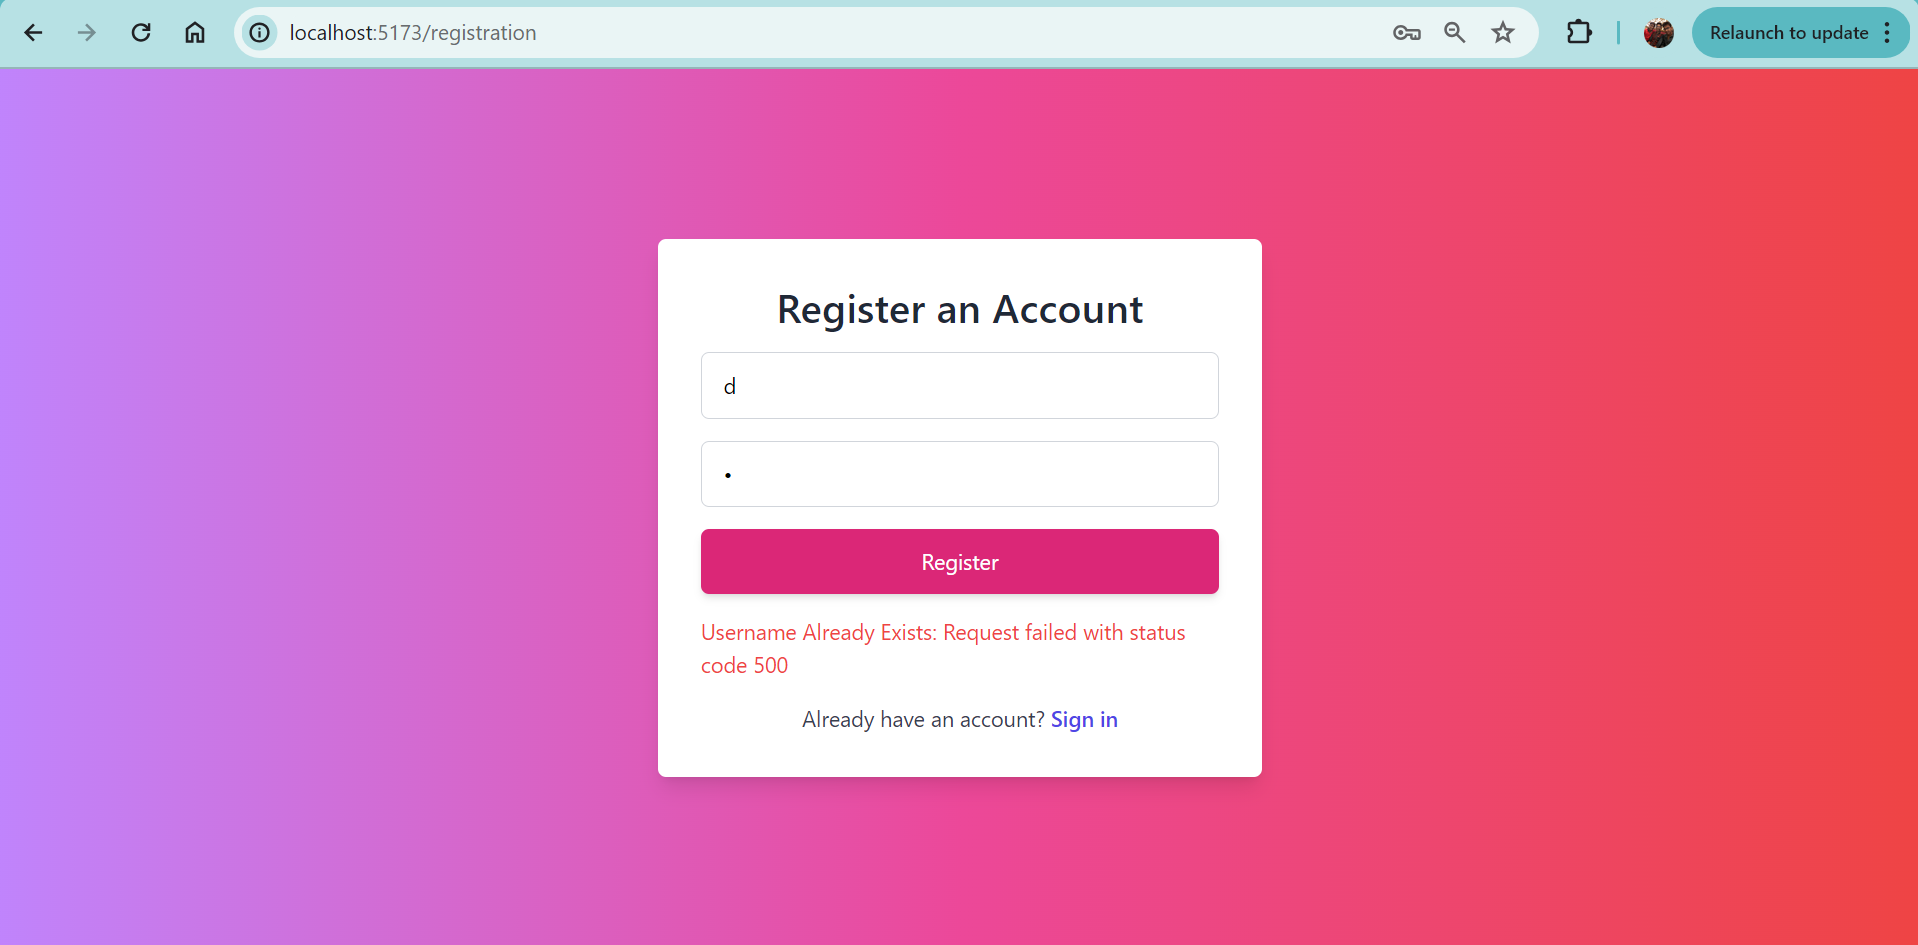 localhost:5173/registration
Relaunch to update
Register an Account
d
•
Register
Username Already Exists: Request failed with status
code 500
Already have an account? Sign in